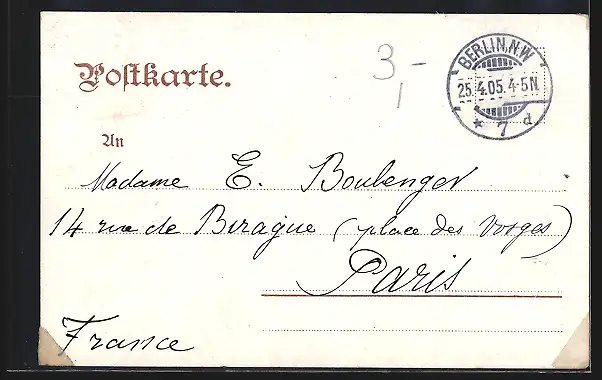 Postkarte.
3,-
BERLIN, N.W.
25.4.05.4-5N.
* 7 d
An
Madame E. Boulenger
14 rue de Birague (place des Vosges)
Paris
France